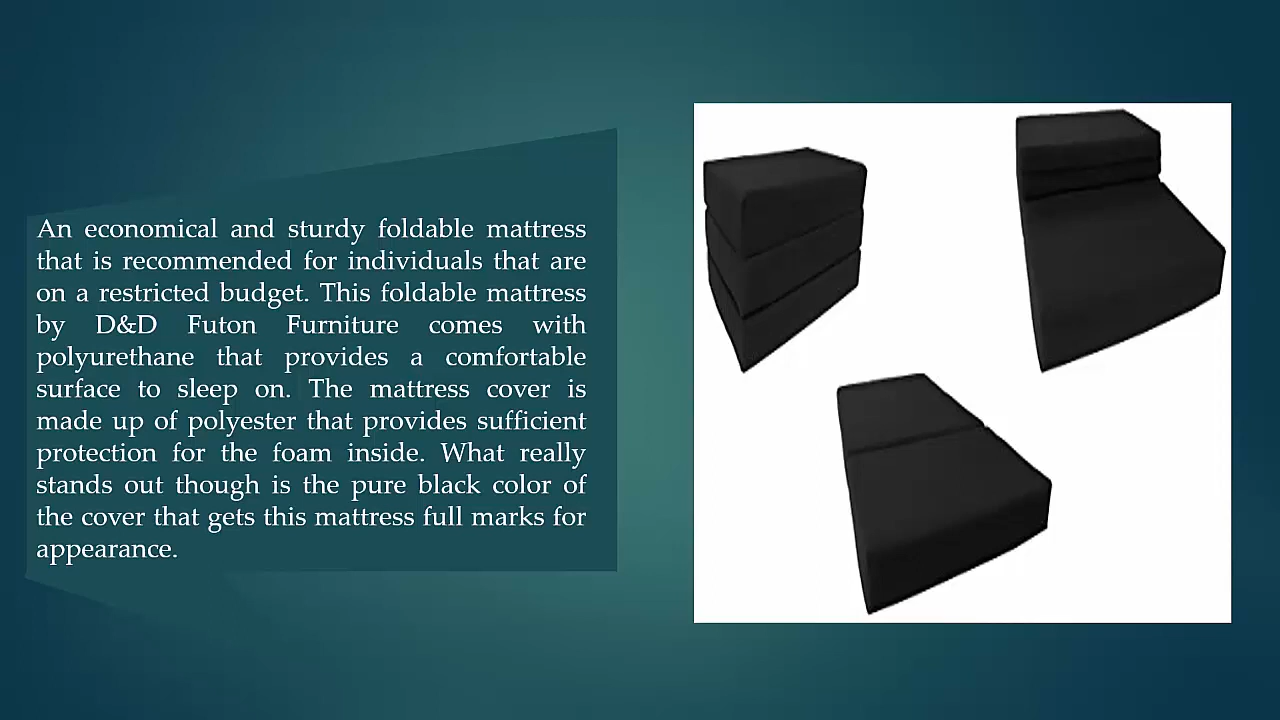 An economical and sturdy foldable mattress
that is recommended for individuals that are
on a restricted budget. This foldable mattress
by D&D Futon Furniture comes with
polyurethane that provides a comfortable
surface to sleep on. The mattress cover is
made up of polyester that provides sufficient
protection for the foam inside. What really
stands out though is the pure black color of
the cover that gets this mattress full marks for
appearance.